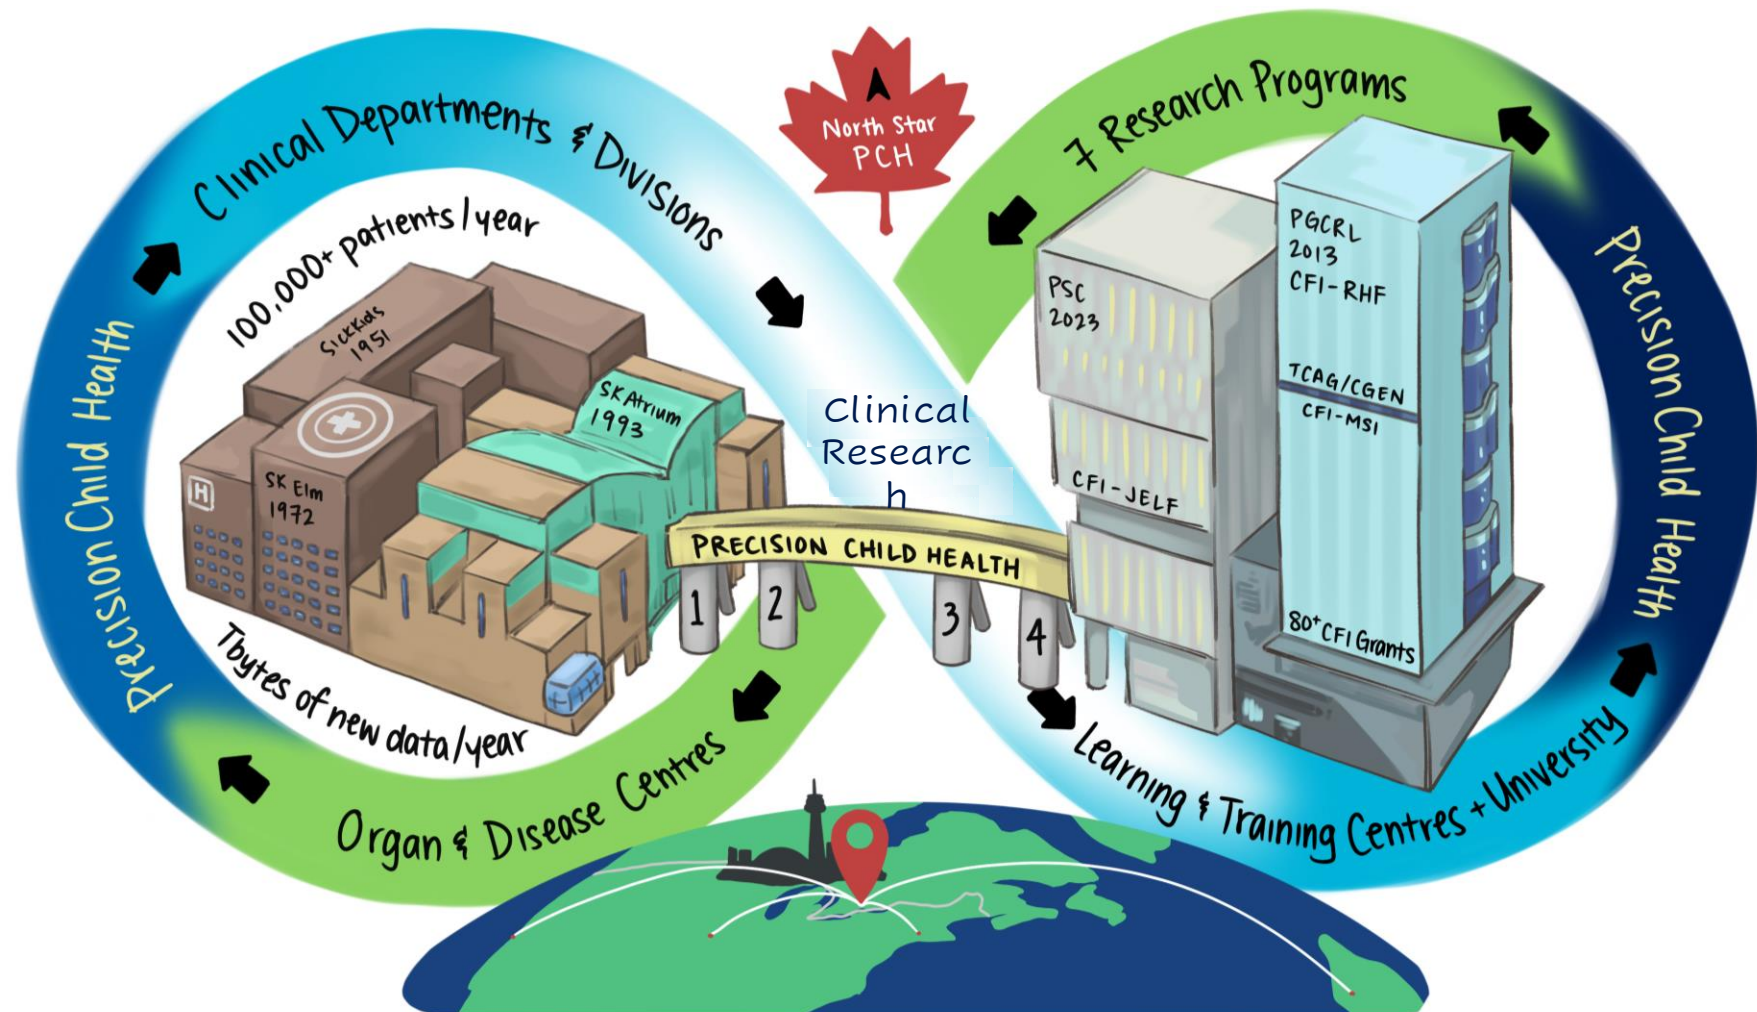 Clinical Departments & Divisions
100,000+ patients/year
Precision Child Health
SickKids
1951
SK Atrium
1993
H
SK Elm
1972
Tbytes of new data/year
Organ & Disease Centres
North Star
PCH
Clinical
Researc
h
PRECISION CHILD HEALTH
1
2
3
4
7 Research Programs
PSC
2023
CFI-JELF
PGCRL
2013
CFI-RHF
TCAG/CGEN
CFI-MSI
80+CFI Grants
Precision Child Health
Learning & Training Centres + University